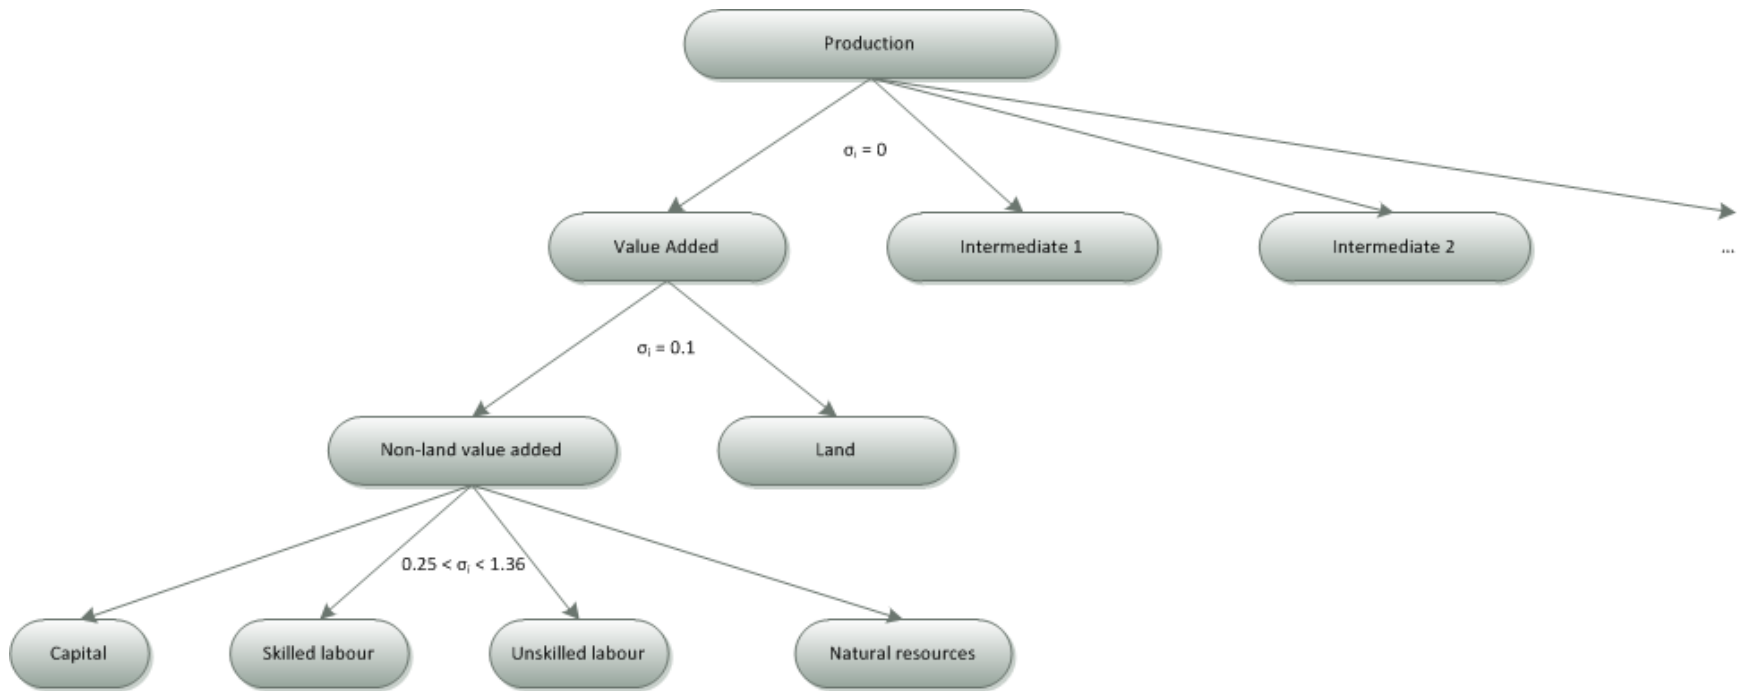 Production
σi = 0
Value Added
Intermediate 1
Intermediate 2
...
σi = 0.1
Non-land value added
Land
0.25 < σi < 1.36
Capital
Skilled labour
Unskilled labour
Natural resources